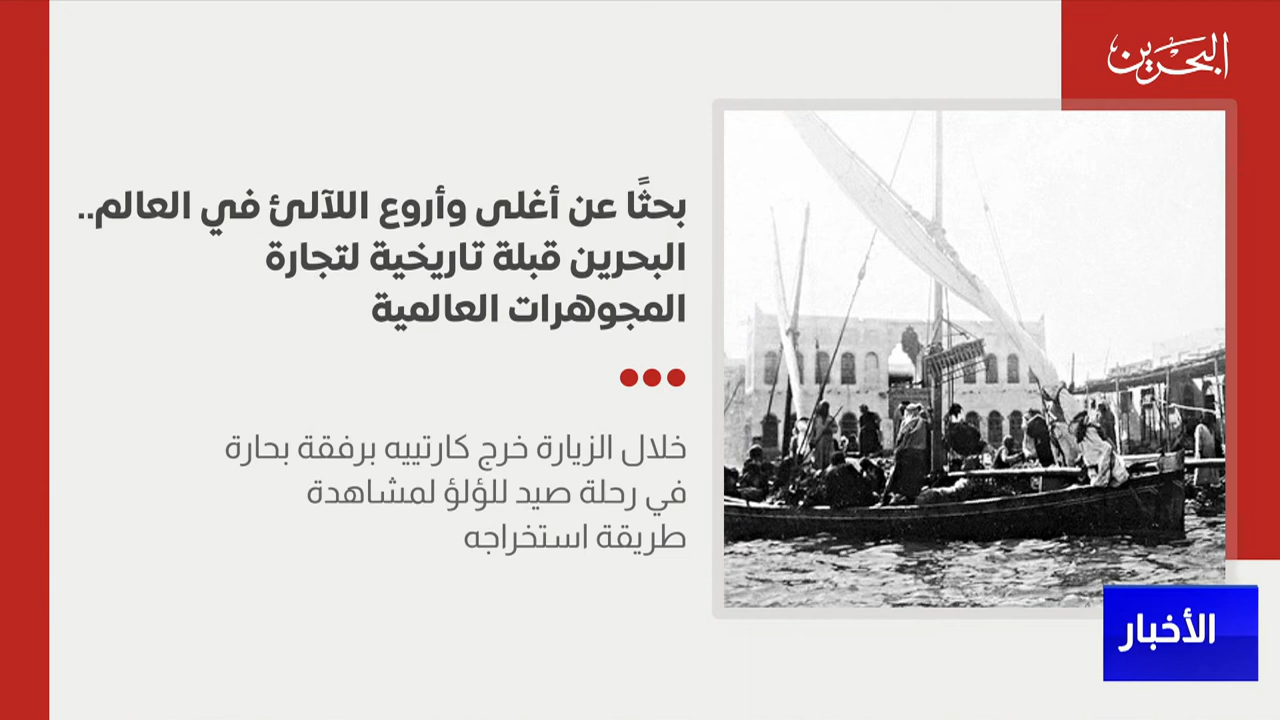 البحرين
بحثًا عن أغلى وأروع اللآلئ في العالم..
البحرين قبلة تاريخية لتجارة
المجوهرات العالمية
خلال الزيارة خرج كارتييه برفقة بحارة
في رحلة صيد للؤلؤ لمشاهدة
طريقة استخراجه
الأخبار